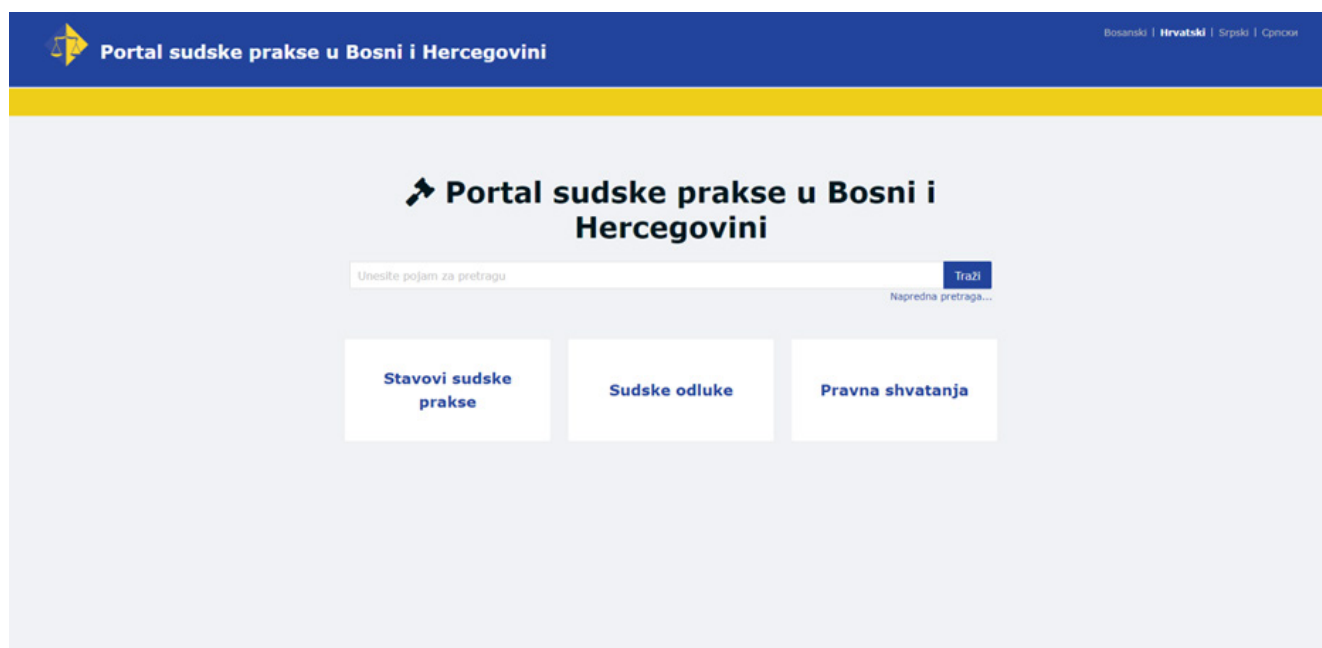 Bosanski | Hrvatski | Srpski | Српски
Portal sudske prakse u Bosni i Hercegovini
Portal sudske prakse u Bosni i
Hercegovini
Unesite pojam za pretragu
Traži
Napredna pretraga...
Stavovi sudske
prakse
Sudske odluke
Pravna shvatanja